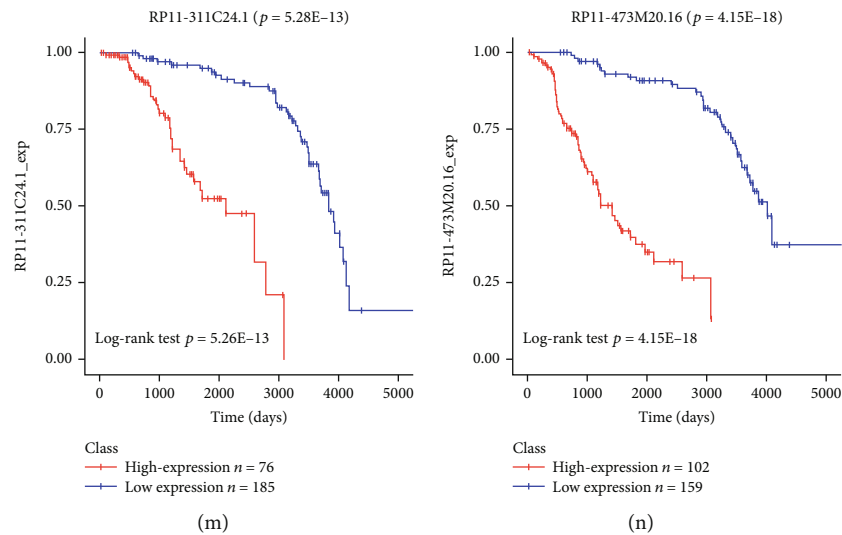 RP11-311C24.1 (p = 5.28E–13)
1.00
0.75
0.50
0.25
0.00
RP11-311C24.1_exp
Log-rank test p = 5.26E–13
0 1000 2000 3000 4000 5000
Time (days)
Class
High-expression n = 76
Low expression n = 185
(m)
RP11-473M20.16 (p = 4.15E–18)
1.00
0.75
0.50
0.25
0.00
RP11-473M20.16_exp
Log-rank test p = 4.15E–18
0 1000 2000 3000 4000 5000
Time (days)
Class
High-expression n = 102
Low expression n = 159
(n)